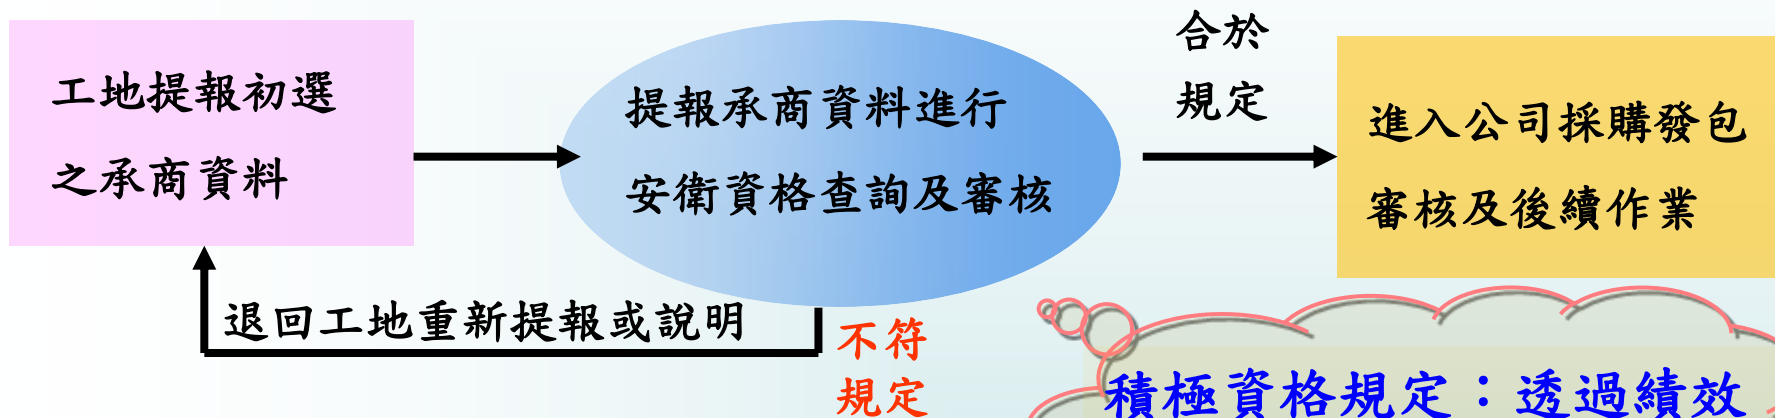 工地提報初選
之承商資料
提報承商資料進行
安衛資格查詢及審核
合於
規定
進入公司採購發包
審核及後續作業
退回工地重新提報或說明
不符
規定
積極資格規定：透過績效